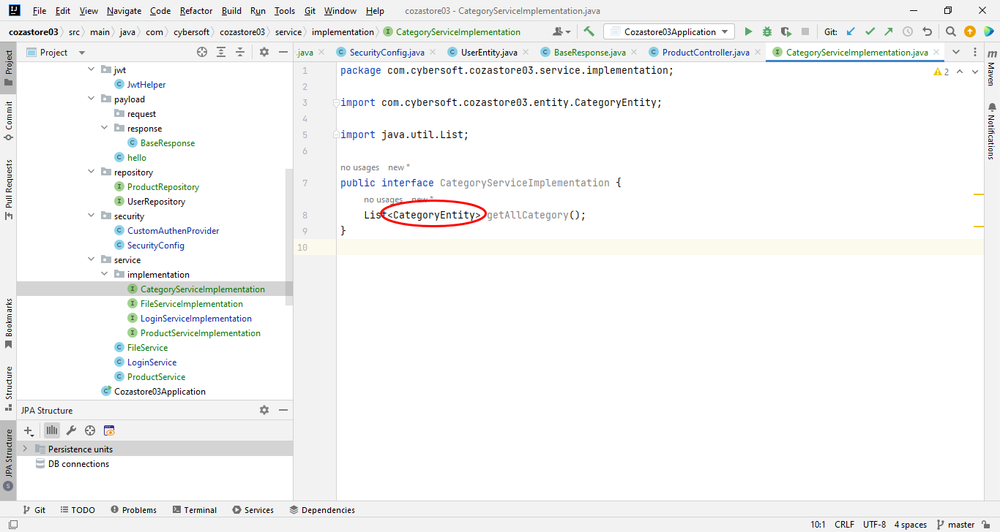 File Edit View Navigate Code Refactor Build Run Tools Git Window Help cozastore03 - CategoryServiceImplementation.java
cozastore03 src main java com cybersoft cozastore03 service implementation CategoryServiceImplementation Cozastore03Application Git:
Project .java SecurityConfig.java UserEntity.java BaseResponse.java ProductController.java CategoryServiceImplementation.java
Project
Commit
Pull Requests
Bookmarks
Structure
JPA Structure
jwt
JwtHelper
payload
request
response
BaseResponse
hello
repository
ProductRepository
UserRepository
security
CustomAuthenProvider
SecurityConfig
service
implementation
CategoryServiceImplementation
FileServiceImplementation
LoginServiceImplementation
ProductServiceImplementation
FileService
LoginService
ProductService
Cozastore03Application
JPA Structure
Persistence units
DB connections
1 package com.cybersoft.cozastore03.service.implementation;
2
3 import com.cybersoft.cozastore03.entity.CategoryEntity;
4
5 import java.util.List;
6
no usages new *
7 public interface CategoryServiceImplementation {
no usages new *
8 List<CategoryEntity> getAllCategory();
9 }
10
2
m
Maven
Notifications
Git TODO Problems Terminal Services Dependencies
10:1 CRLF UTF-8 4 spaces master